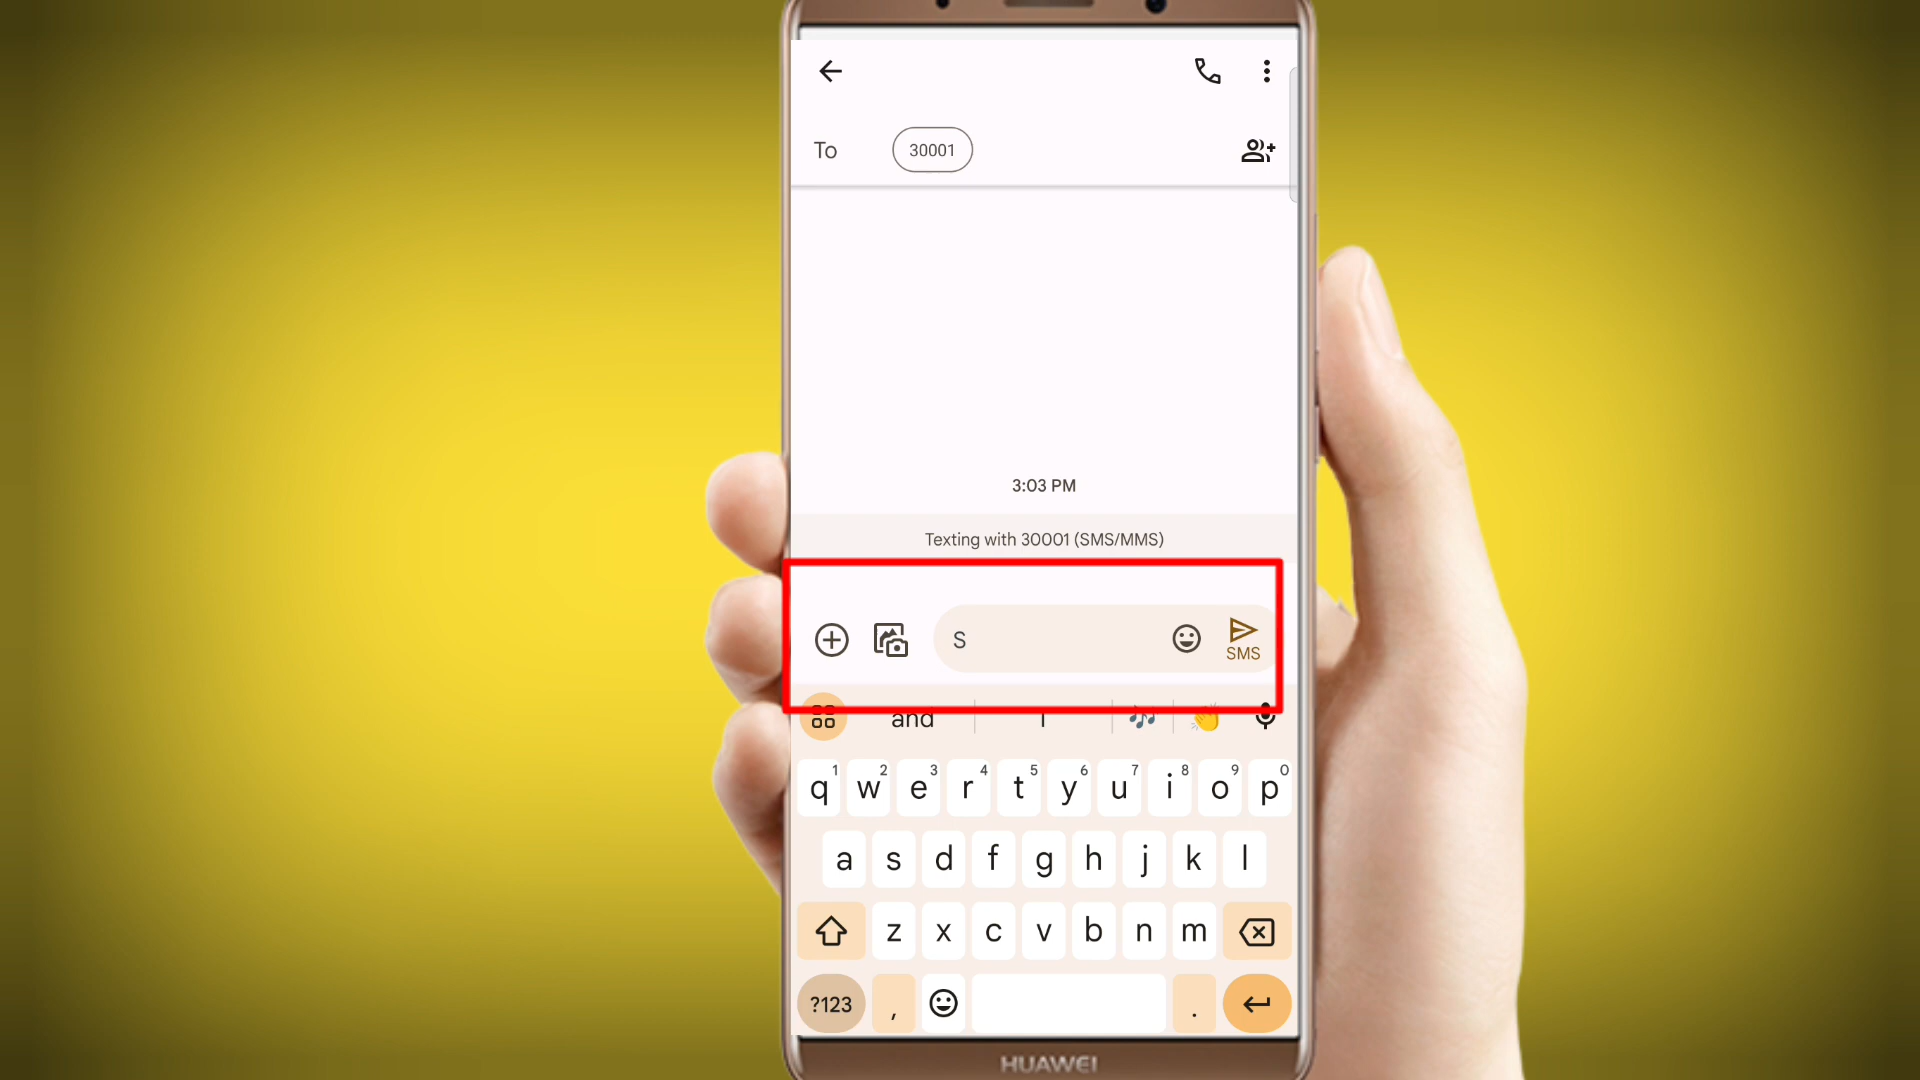 To 30001
3:03 PM
Texting with 30001 (SMS/MMS)
S
SMS
and
q1 w2 e3 r4 t5 y6 u7 i8 o9 p0
a s d f g h j k l
z x c v b n m
?123 , .
HUAWEI